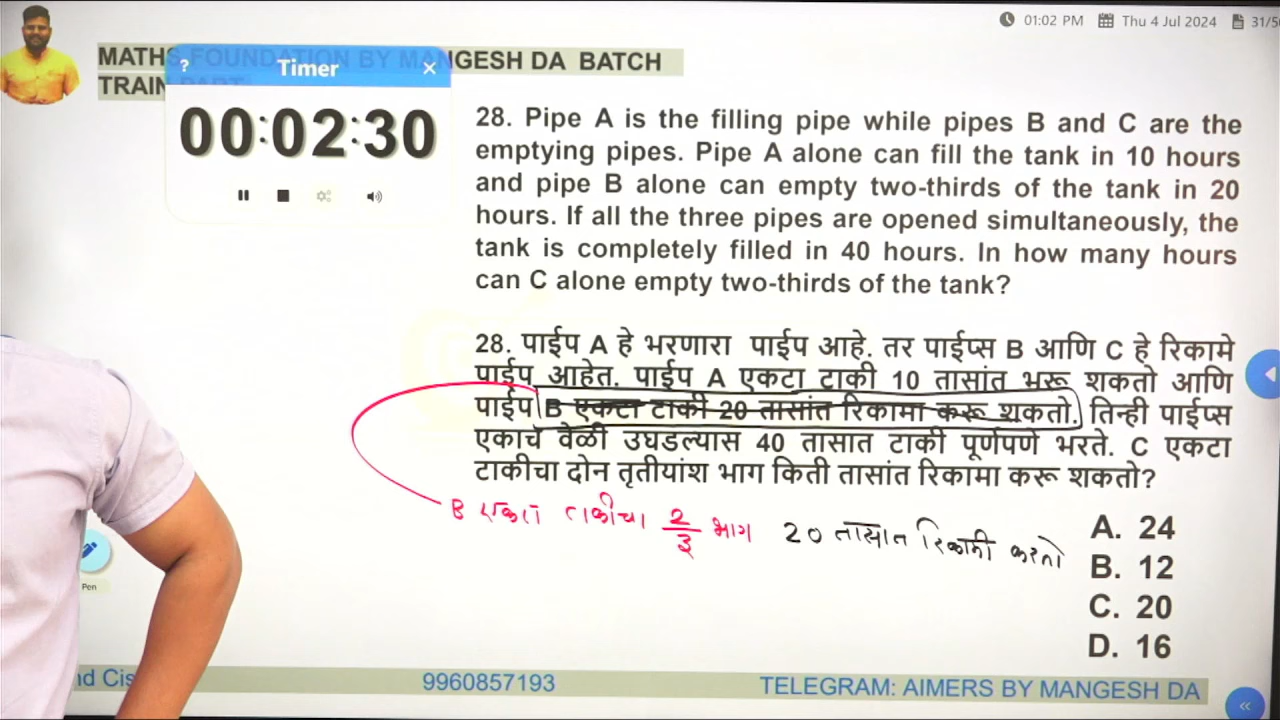 01:02 PM Thu 4 Jul 2024 31/5
MATHS FOUNDATION BY MANGESH DA BATCH
TRAIN PART
? Timer ×
00:02:30
28. Pipe A is the filling pipe while pipes B and C are the
emptying pipes. Pipe A alone can fill the tank in 10 hours
and pipe B alone can empty two-thirds of the tank in 20
hours. If all the three pipes are opened simultaneously, the
tank is completely filled in 40 hours. In how many hours
can C alone empty two-thirds of the tank?
28. पाईप A हे भरणारा पाईप आहे. तर पाईप्स B आणि C हे रिकामे
पाईप आहेत. पाईप A एकटा टाकी 10 तासांत भरू शकतो आणि
पाईप B एकटा टाकी 20 तासांत रिकामा करू शकतो. तिन्ही पाईप्स
एकाच वेळी उघडल्यास 40 तासात टाकी पूर्णपणे भरते. C एकटा
टाकीचा दोन तृतीयांश भाग किती तासांत रिकामा करू शकतो?
B एकटा टाकीचा 2/3 भाग 20 तासात रिकामी करतो
A. 24
B. 12
C. 20
D. 16
Pen
nd Cis
9960857193
TELEGRAM: AIMERS BY MANGESH DA